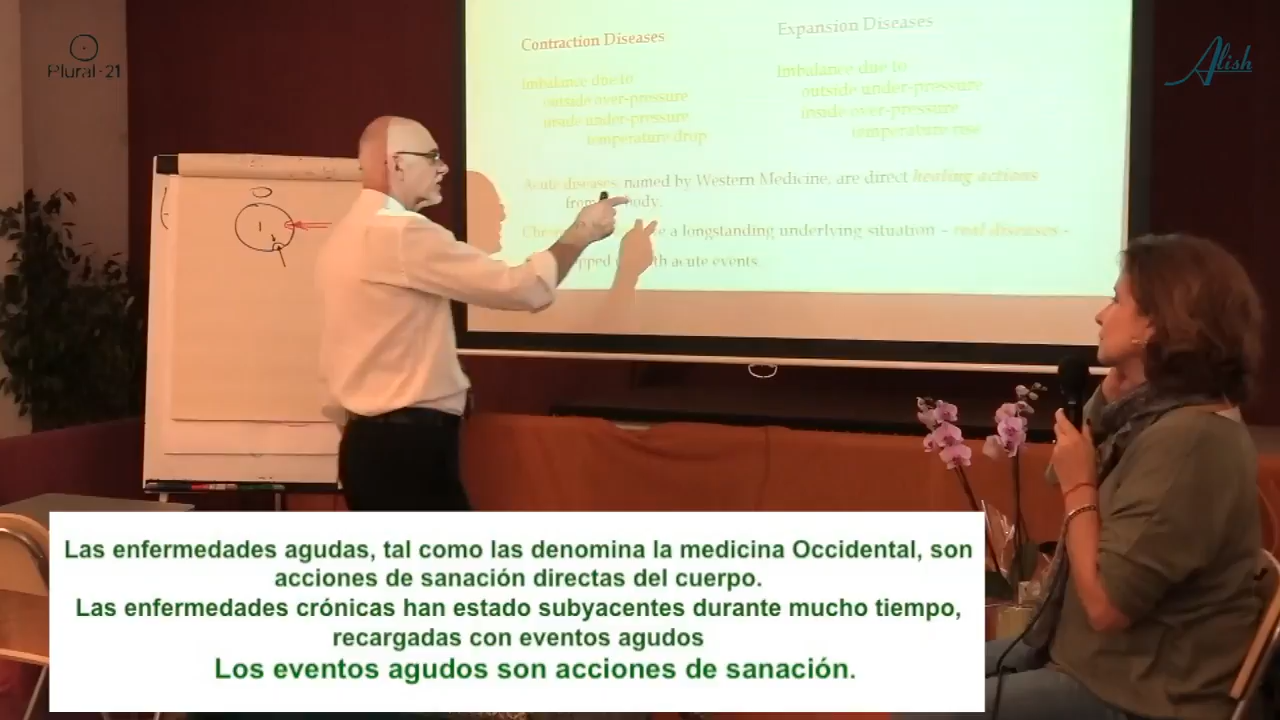 Plural-21
Alish
Contraction Diseases
Imbalance due to
outside over-pressure
inside under-pressure
temperature drop
Expansion Diseases
Imbalance due to
outside under-pressure
inside over-pressure
temperature rise
Acute diseases, named by Western Medicine, are direct healing actions
from body.
a longstanding underlying situation – real diseases –
acute events.
Las enfermedades agudas, tal como las denomina la medicina Occidental, son
acciones de sanación directas del cuerpo.
Las enfermedades crónicas han estado subyacentes durante mucho tiempo,
recargadas con eventos agudos
Los eventos agudos son acciones de sanación.